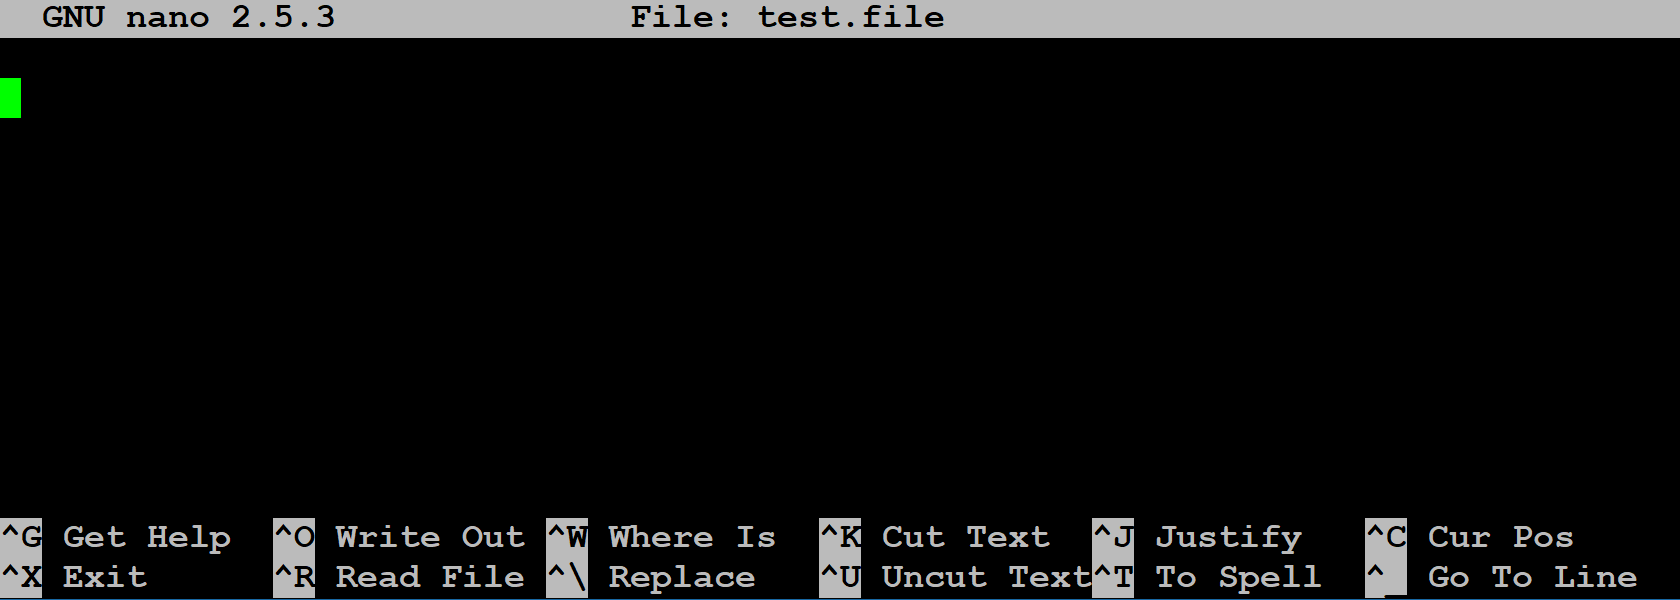 GNU nano 2.5.3 File: test.file
^G Get Help ^O Write Out ^W Where Is ^K Cut Text ^J Justify ^C Cur Pos
^X Exit ^R Read File ^\ Replace ^U Uncut Text ^T To Spell ^_ Go To Line